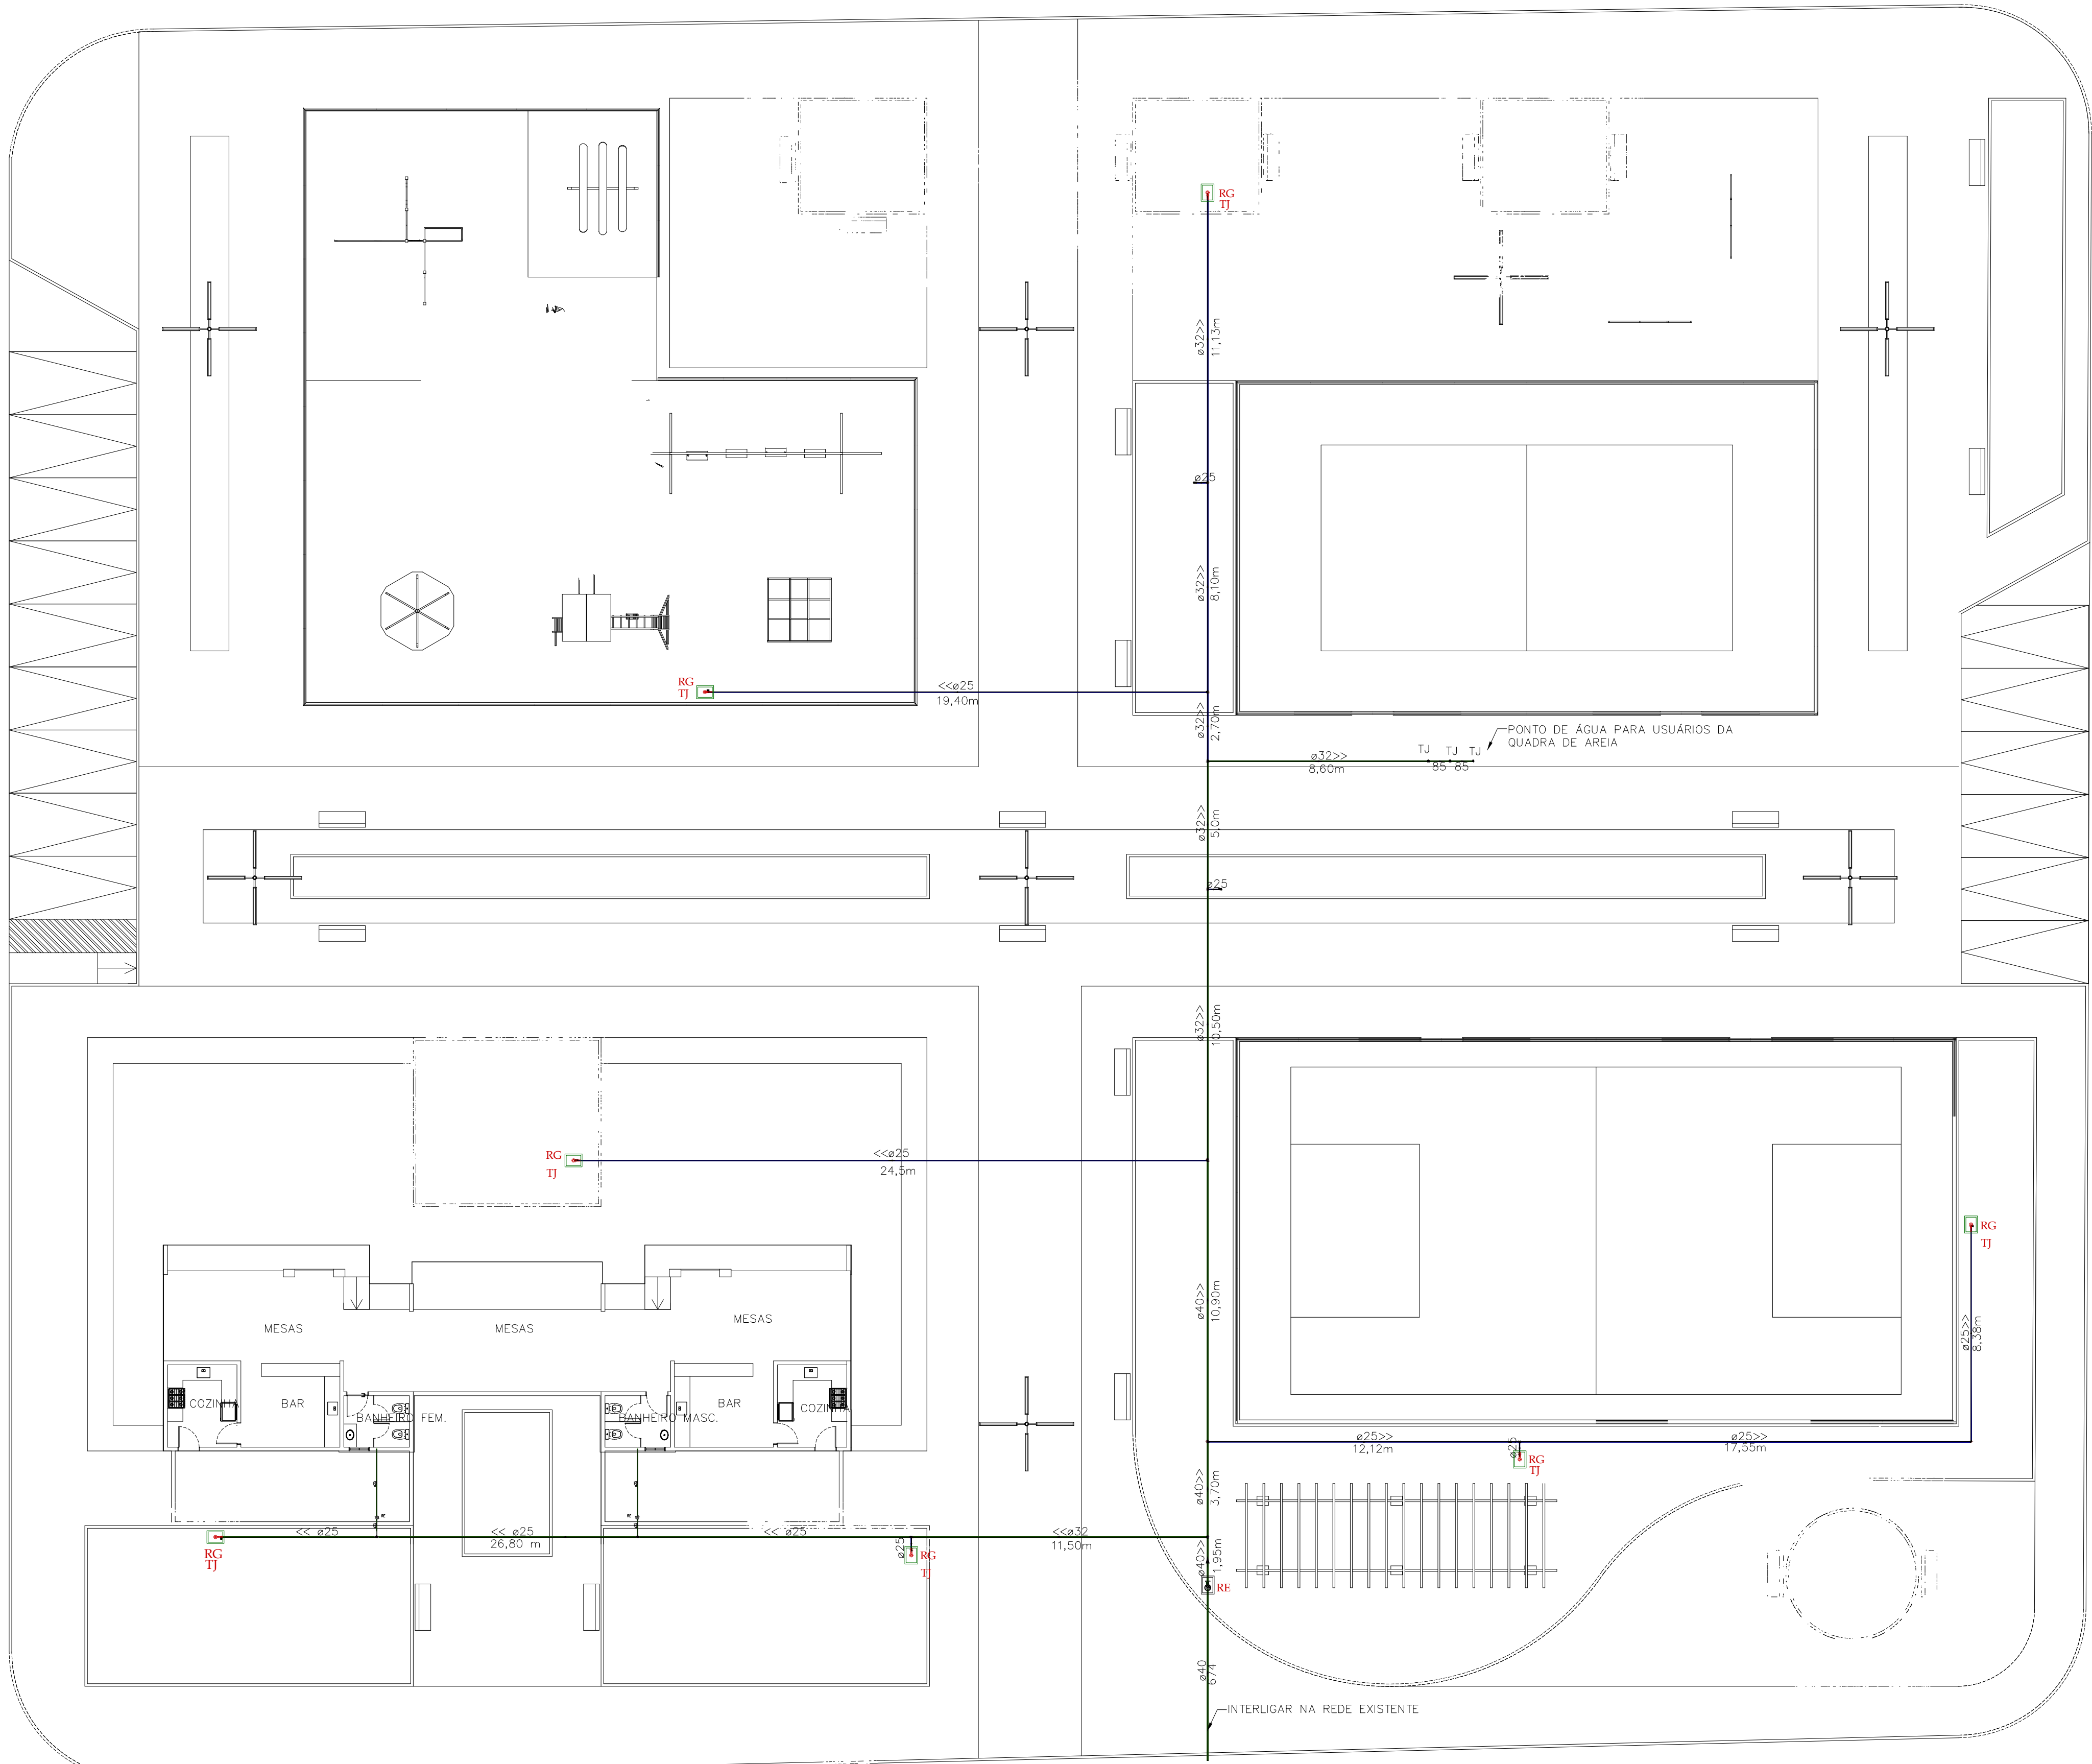 RG
TJ
ø32>>
11,13m
ø25
ø32>>
8,10m
RG
TJ
<<ø25
19,40m
ø32>>
2,70m
PONTO DE ÁGUA PARA USUÁRIOS DA
QUADRA DE AREIA
TJ TJ TJ
ø32>>
8,60m
85 85
ø32>>
5,0m
ø25
ø32>>
10,50m
RG
TJ
<<ø25
24,5m
RG
TJ
ø40>>
10,90m
ø25>>
8,38m
MESAS
MESAS
MESAS
COZINHA
BAR
BANHEIRO FEM.
BANHEIRO MASC.
BAR
COZINHA
ø25>>
12,12m
ø25
ø25>>
17,55m
RG
TJ
ø40>>
3,70m
<< ø25
<< ø25
26,80 m
<< ø25
<<ø32
11,50m
RG
TJ
ø25
RG
TJ
ø40>>
1,95m
RE
ø40
674
INTERLIGAR NA REDE EXISTENTE